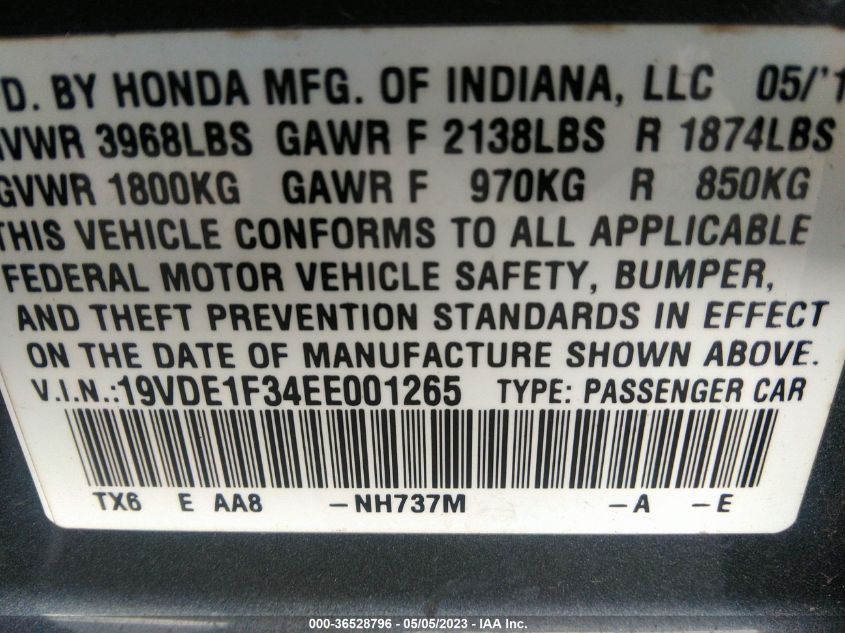 D. BY HONDA MFG. OF INDIANA, LLC 05/'1
VWR 3968LBS GAWR F 2138LBS R 1874LBS
GVWR 1800KG GAWR F 970KG R 850KG
THIS VEHICLE CONFORMS TO ALL APPLICABLE
FEDERAL MOTOR VEHICLE SAFETY, BUMPER,
AND THEFT PREVENTION STANDARDS IN EFFECT
ON THE DATE OF MANUFACTURE SHOWN ABOVE.
V.I.N.:19VDE1F34EE001265 TYPE: PASSENGER CAR
TX6 E AA8 -NH737M -A -E
000-36528796 - 05/05/2023 - IAA Inc.